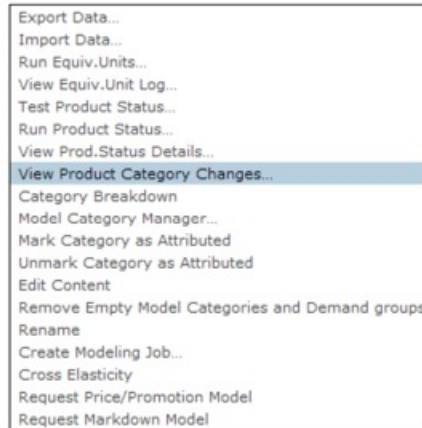 Export Data...
Import Data...
Run Equiv.Units...
View Equiv.Unit Log...
Test Product Status...
Run Product Status...
View Prod.Status Details...
View Product Category Changes...
Category Breakdown
Model Category Manager...
Mark Category as Attributed
Unmark Category as Attributed
Edit Content
Remove Empty Model Categories and Demand groups
Rename
Create Modeling Job...
Cross Elasticity
Request Price/Promotion Model
Request Markdown Model